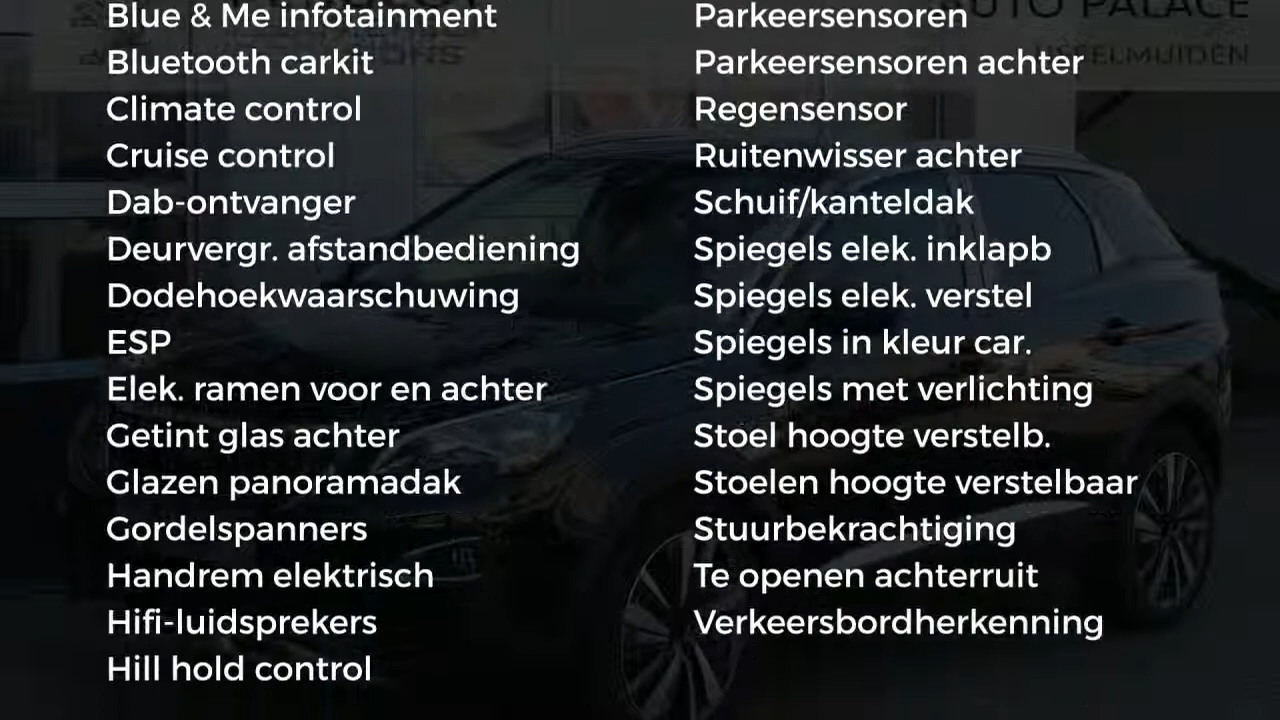 Blue & Me infotainment
Bluetooth carkit
Climate control
Cruise control
Dab-ontvanger
Deurvergr. afstandbediening
Dodehoekwaarschuwing
ESP
Elek. ramen voor en achter
Getint glas achter
Glazen panoramadak
Gordelspanners
Handrem elektrisch
Hifi-luidsprekers
Hill hold control
Parkeersensoren
Parkeersensoren achter
Regensensor
Ruitenwisser achter
Schuif/kanteldak
Spiegels elek. inklapb
Spiegels elek. verstel
Spiegels in kleur car.
Spiegels met verlichting
Stoel hoogte verstelb.
Stoelen hoogte verstelbaar
Stuurbekrachtiging
Te openen achterruit
Verkeersbordherkenning
PALACE